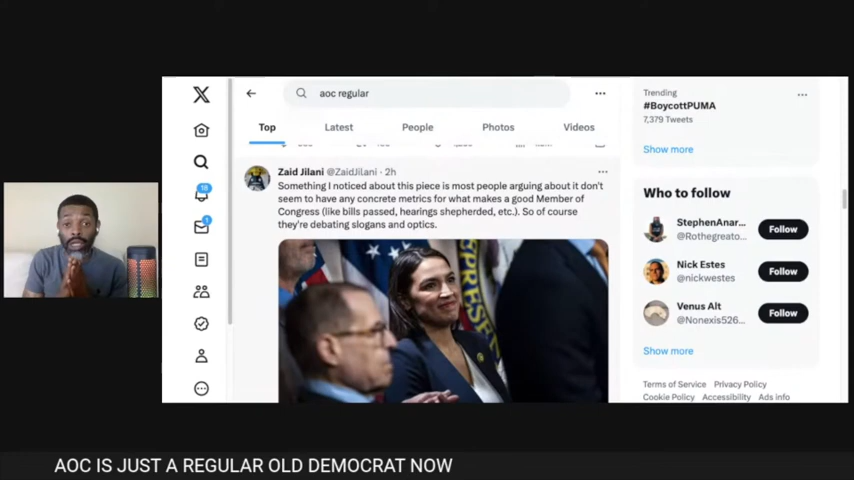 aoc regular
Top
Latest
People
Photos
Videos
Zaid Jilani @ZaidJilani · 2h
Something I noticed about this piece is most people arguing about it don't
seem to have any concrete metrics for what makes a good Member of
Congress (like bills passed, hearings shepherded, etc.). So of course
they're debating slogans and optics.
18
1
Trending
#BoycottPUMA
7,379 Tweets
Show more
Who to follow
StephenAnar...
@Rothegreato...
Follow
Nick Estes
@nickwestes
Follow
Venus Alt
@Nonexis526...
Follow
Show more
Terms of Service Privacy Policy
Cookie Policy Accessibility Ads info
AOC IS JUST A REGULAR OLD DEMOCRAT NOW